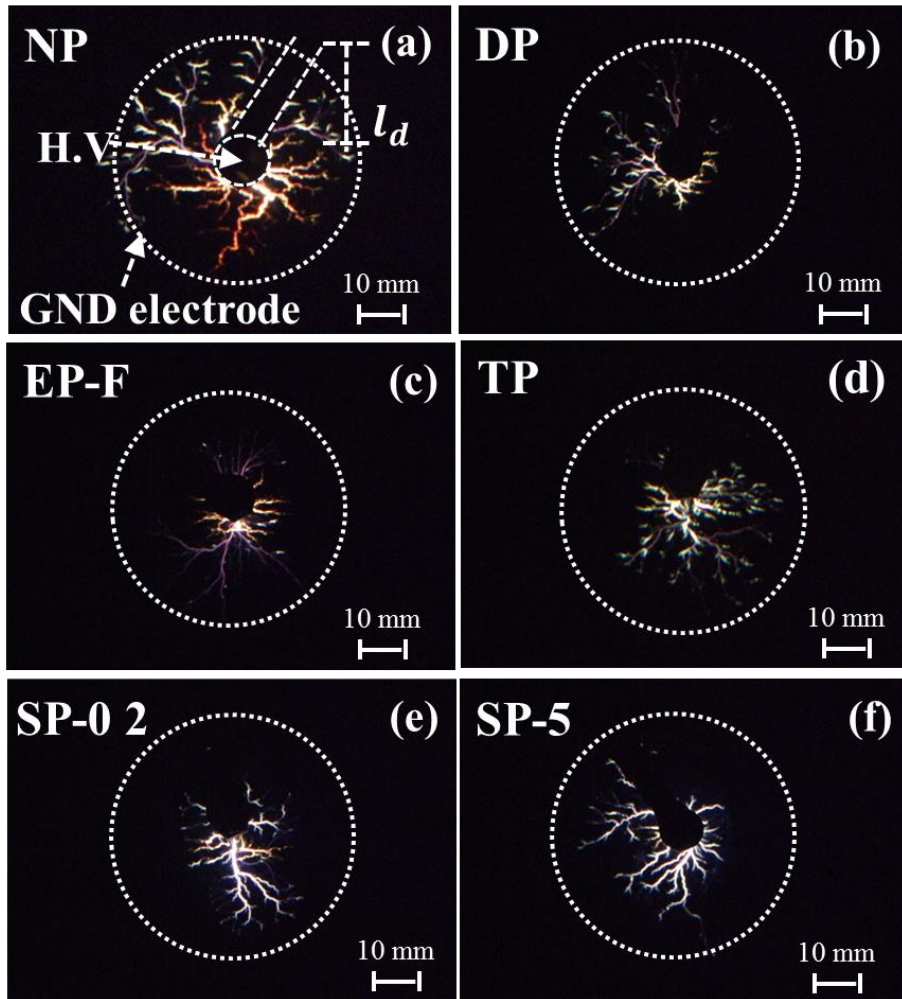 NP
(a)
H.V
l_d
GND electrode
10 mm
DP
(b)
10 mm
EP-F
(c)
10 mm
TP
(d)
10 mm
SP-0 2
(e)
10 mm
SP-5
(f)
10 mm